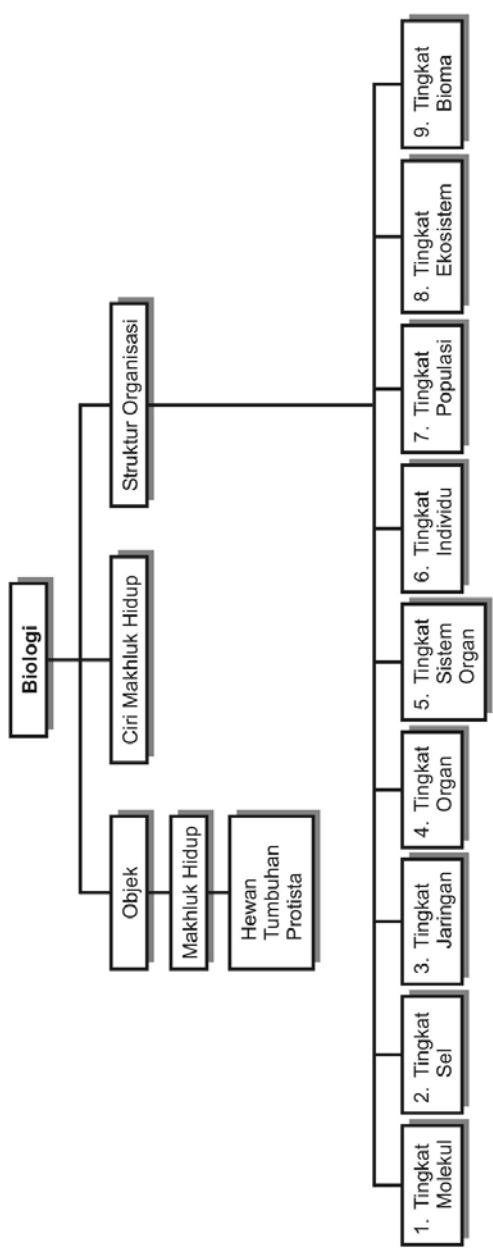 Biologi
Objek
Ciri Makhluk Hidup
Struktur Organisasi
Makhluk Hidup
Hewan
Tumbuhan
Protista
1. Tingkat
Molekul
2. Tingkat
Sel
3. Tingkat
Jaringan
4. Tingkat
Organ
5. Tingkat
Sistem
Organ
6. Tingkat
Individu
7. Tingkat
Populasi
8. Tingkat
Ekosistem
9. Tingkat
Bioma